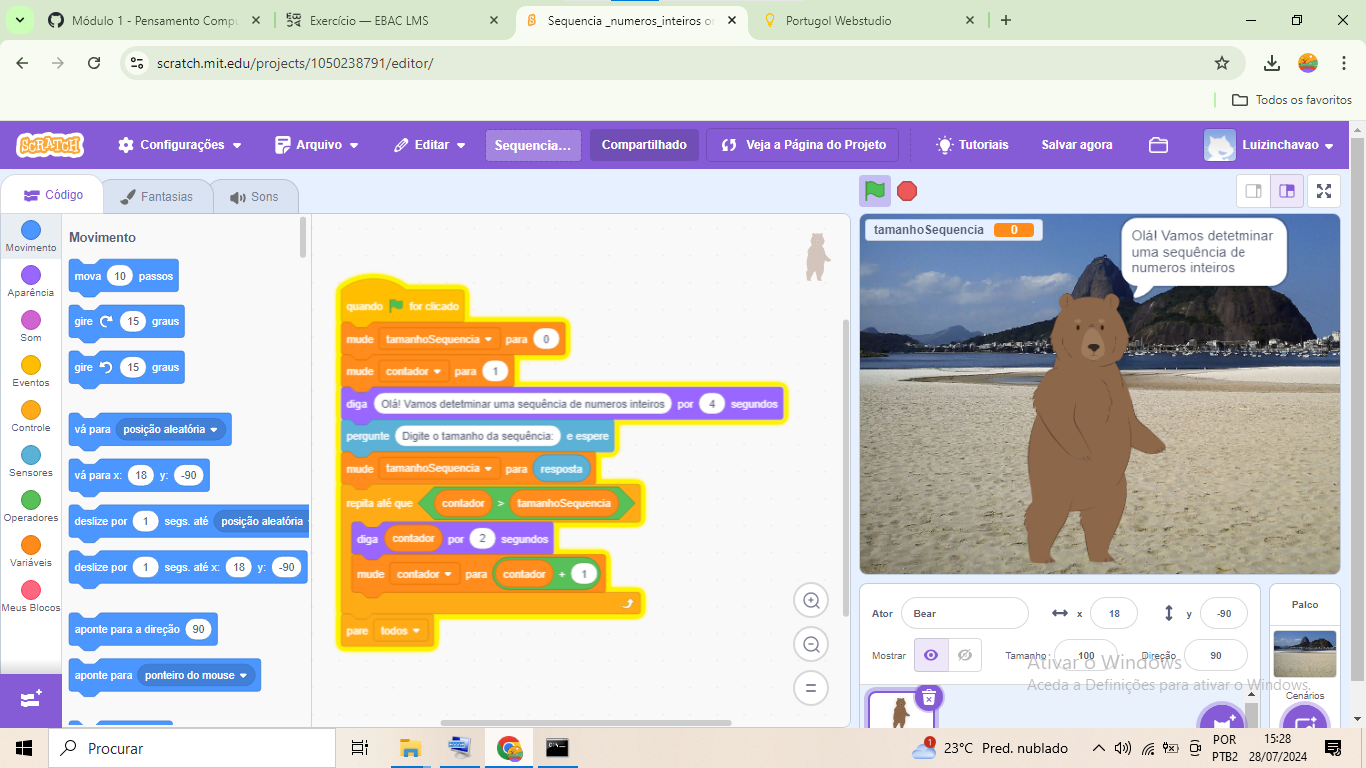 Módulo 1 - Pensamento Compu
Exercício — EBAC LMS
Sequencia _numeros_inteiros or
Portugol Webstudio
scratch.mit.edu/projects/1050238791/editor/
Todos os favoritos
SCRATCH
Configurações
Arquivo
Editar
Sequencia...
Compartilhado
Veja a Página do Projeto
Tutoriais
Salvar agora
Luizinchavao
Código
Fantasias
Sons
Movimento
Aparência
Som
Eventos
Controle
Sensores
Operadores
Variáveis
Meus Blocos
Movimento
mova 10 passos
gire 15 graus
gire 15 graus
vá para posição aleatória
vá para x: 18 y: -90
deslize por 1 segs. até posição aleatória
deslize por 1 segs. até x: 18 y: -90
aponte para a direção 90
aponte para ponteiro do mouse
quando for clicado
mude tamanhoSequencia para 0
mude contador para 1
diga Olá! Vamos detetminar uma sequência de numeros inteiros por 4 segundos
pergunte Digite o tamanho da sequência: e espere
mude tamanhoSequencia para resposta
repita até que contador > tamanhoSequencia
diga contador por 2 segundos
mude contador para contador + 1
pare todos
tamanhoSequencia 0
Olá! Vamos detetminar
uma sequência de
numeros inteiros
Ator Bear x 18 y -90
Mostrar Tamanho 100 Direção 90
Palco
Cenários
Ativar o Windows
Aceda a Definições para ativar o Windows.
Procurar
1
23°C Pred. nublado
POR
PTB2
15:28
28/07/2024